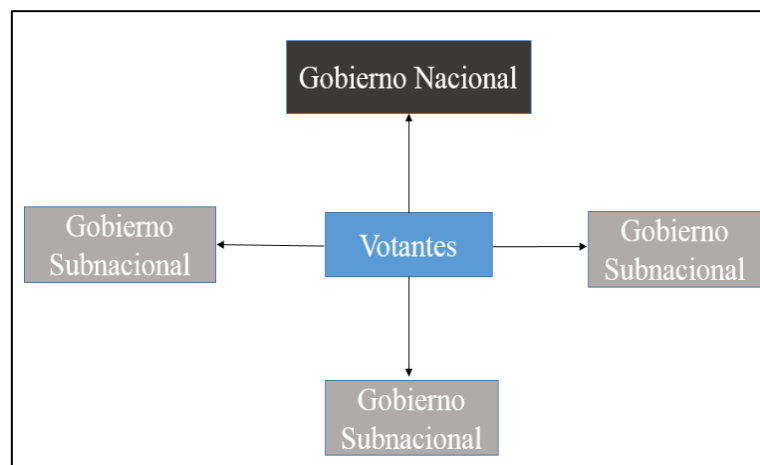 Gobierno Nacional
Gobierno
Subnacional
Votantes
Gobierno
Subnacional
Gobierno
Subnacional